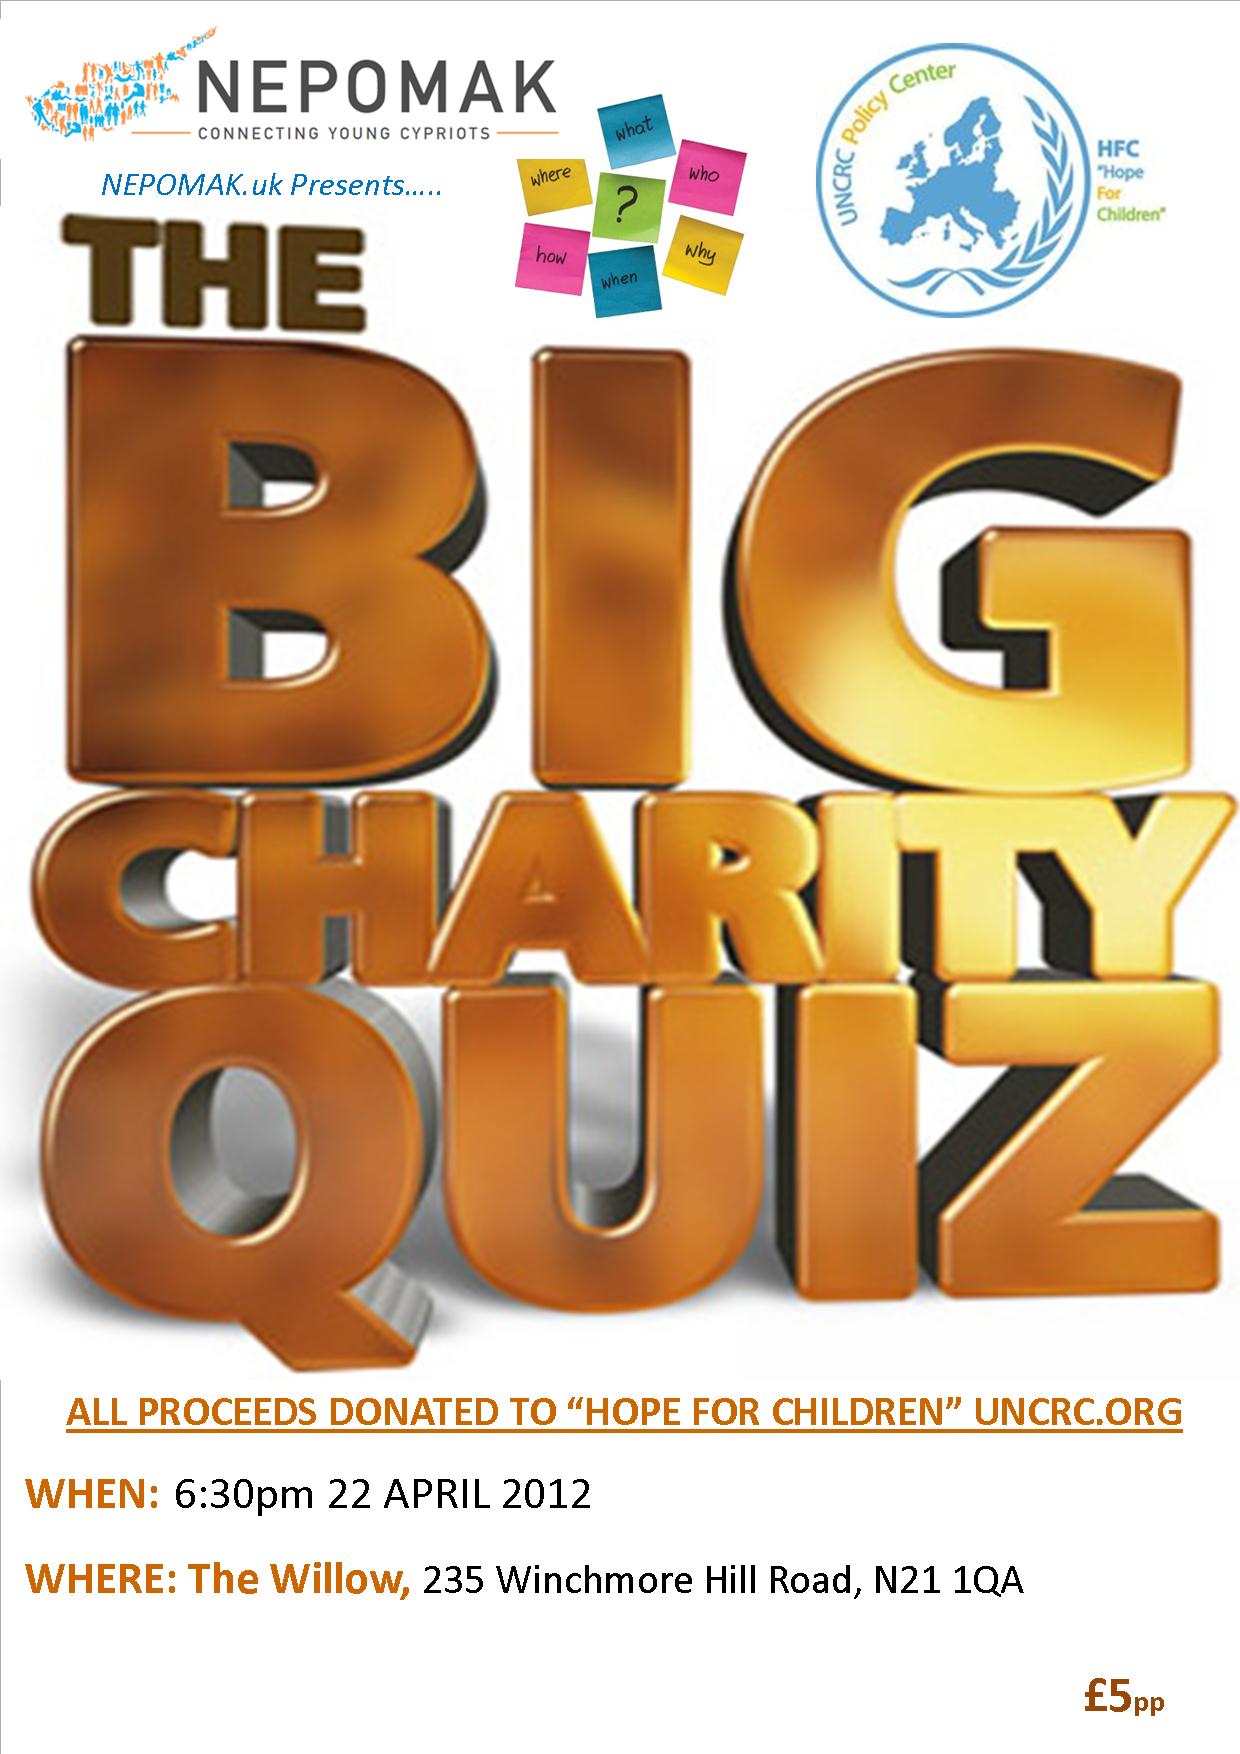 NEPOMAK
CONNECTING YOUNG CYPRIOTS
NEPOMAK.uk Presents.....
what
where
who
?
how
why
when
UNCRC Policy Center
HFC
"Hope
For
Children"
THE
BIG
CHARITY
QUIZ
ALL PROCEEDS DONATED TO “HOPE FOR CHILDREN” UNCRC.ORG
WHEN: 6:30pm 22 APRIL 2012
WHERE: The Willow, 235 Winchmore Hill Road, N21 1QA
£5pp